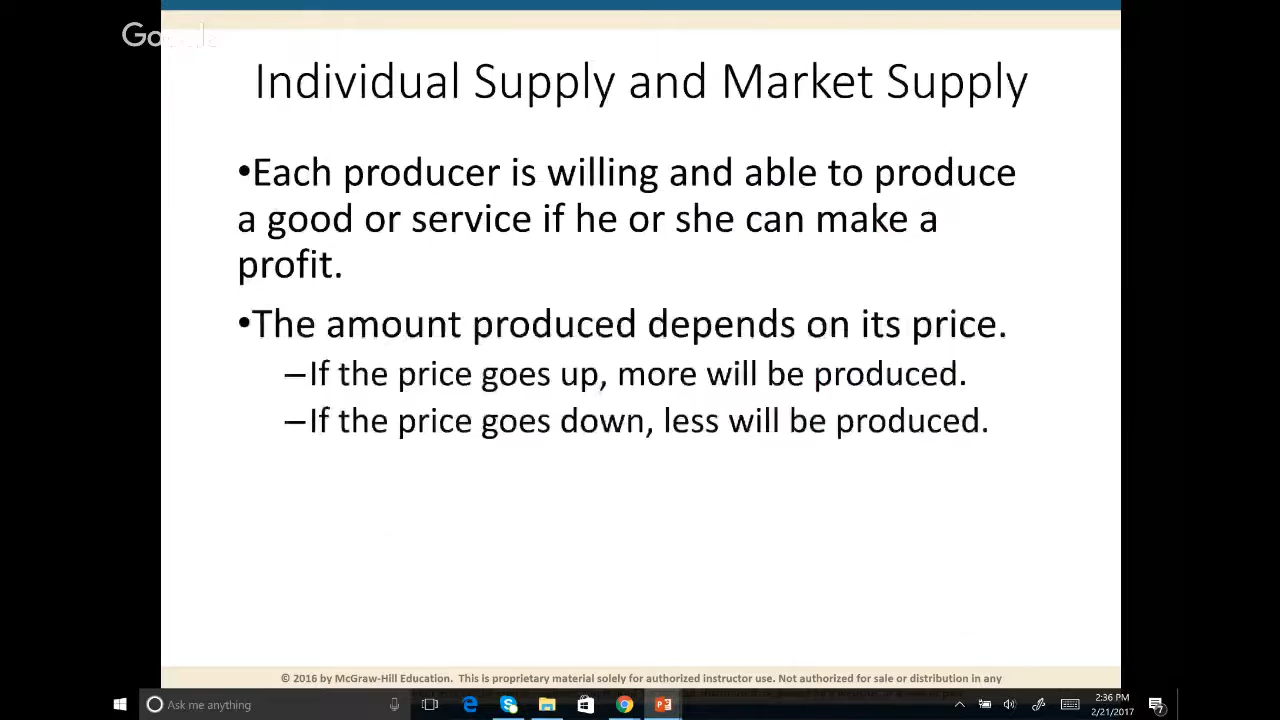 Google
Individual Supply and Market Supply
•Each producer is willing and able to produce
a good or service if he or she can make a
profit.
•The amount produced depends on its price.
–If the price goes up, more will be produced.
–If the price goes down, less will be produced.
© 2016 by McGraw-Hill Education. This is proprietary material solely for authorized instructor use. Not authorized for sale or distribution in any
Ask me anything
2:36 PM
2/21/2017